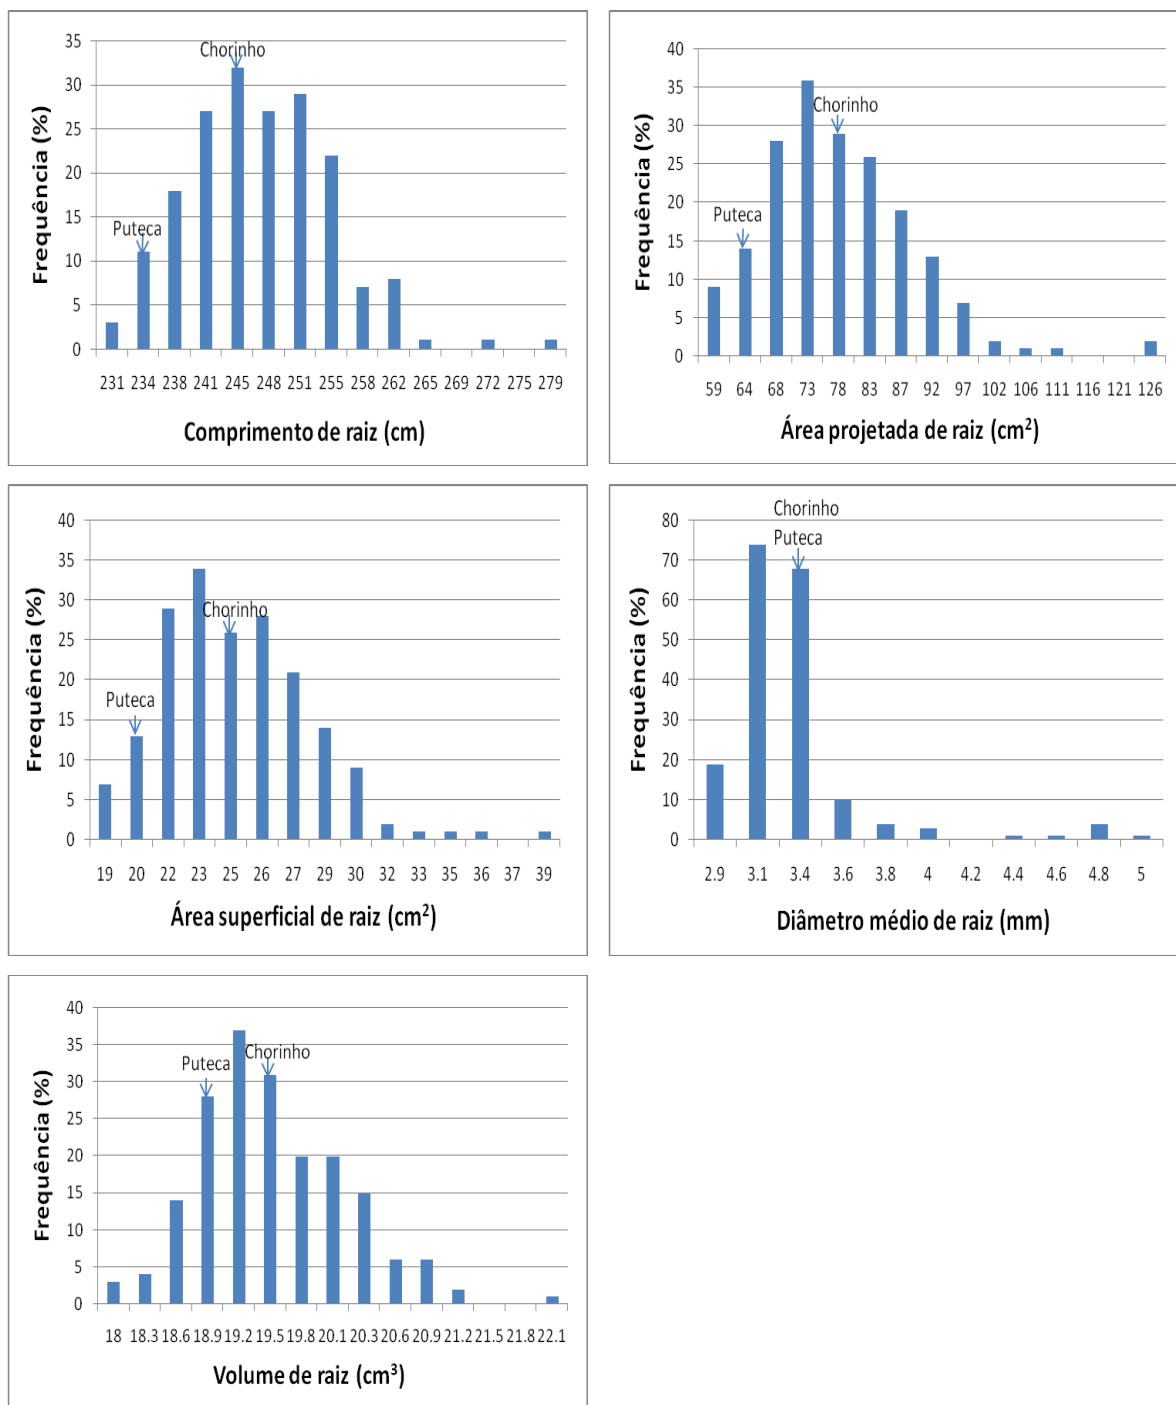 35
30
25
20
15
10
5
0
Frequência (%)
Chorinho
Puteca
231 234 238 241 245 248 251 255 258 262 265 269 272 275 279
Comprimento de raiz (cm)
40
35
30
25
20
15
10
5
0
Frequência (%)
Chorinho
Puteca
59 64 68 73 78 83 87 92 97 102 106 111 116 121 126
Área projetada de raiz (cm²)
40
35
30
25
20
15
10
5
0
Frequência (%)
Chorinho
Puteca
19 20 22 23 25 26 27 29 30 32 33 35 36 37 39
Área superficial de raiz (cm²)
80
70
60
50
40
30
20
10
0
Frequência (%)
Chorinho
Puteca
2.9 3.1 3.4 3.6 3.8 4 4.2 4.4 4.6 4.8 5
Diâmetro médio de raiz (mm)
40
35
30
25
20
15
10
5
0
Frequência (%)
Puteca
Chorinho
18 18.3 18.6 18.9 19.2 19.5 19.8 20.1 20.3 20.6 20.9 21.2 21.5 21.8 22.1
Volume de raiz (cm³)